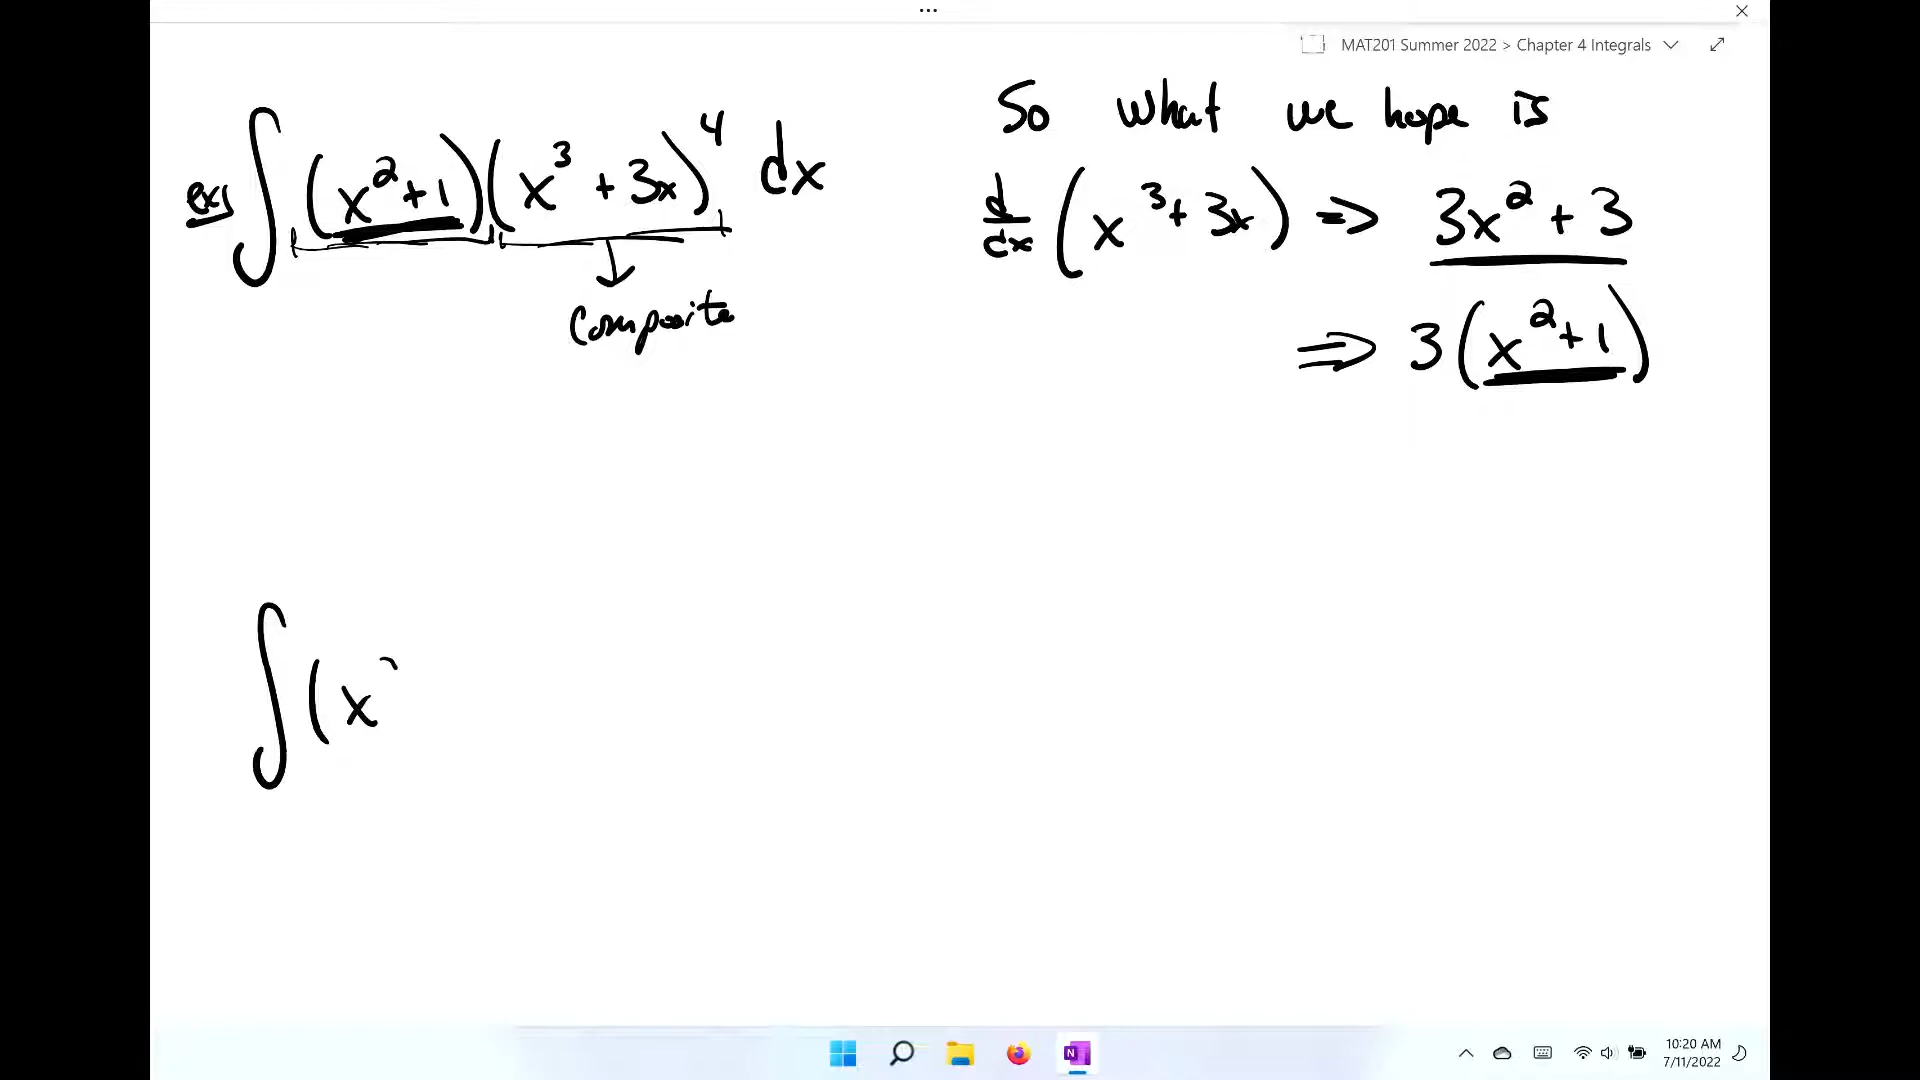 MAT201 Summer 2022 > Chapter 4 Integrals
ex) ∫ (x² + 1)(x³ + 3x)⁴ dx
Composite
So what we hope is
d/dx (x³ + 3x) => 3x² + 3
=> 3(x² + 1)
∫ (x
10:20 AM
7/11/2022